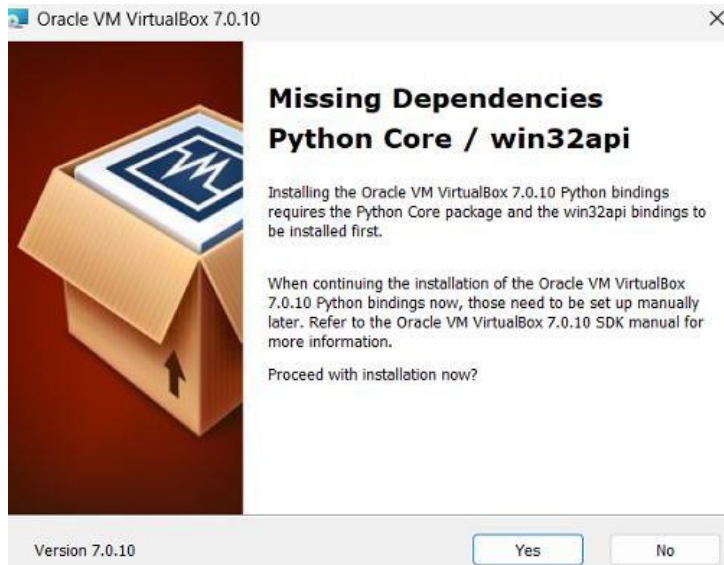 Oracle VM VirtualBox 7.0.10
Missing Dependencies
Python Core / win32api
Installing the Oracle VM VirtualBox 7.0.10 Python bindings
requires the Python Core package and the win32api bindings to
be installed first.
When continuing the installation of the Oracle VM VirtualBox
7.0.10 Python bindings now, those need to be set up manually
later. Refer to the Oracle VM VirtualBox 7.0.10 SDK manual for
more information.
Proceed with installation now?
Version 7.0.10
Yes
No